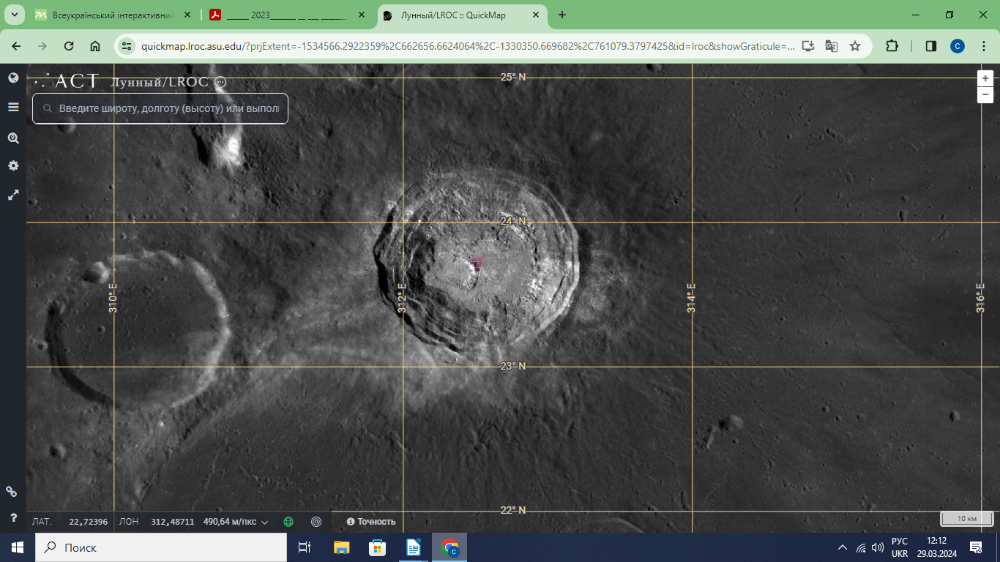 Всеукраїнський інтерактивний
_____ 2023_______ __ ___ _______
Лунный/LROC :: QuickMap
quickmap.lroc.asu.edu/?prjExtent=-1534566.2922359%2C662656.6624064%2C-1330350.669682%2C761079.3797425&id=lroc&showGraticule=...
C
ACT Лунный/LROC
25° N
Введите широту, долготу (высоту) или выполі
24° N
310° E
312° E
314° E
316° E
23° N
22° N
ЛАТ. 22,72396 ЛОН 312,48711 490,64 м/пкс Точность
10 км
Поиск
РУС
UKR
12:12
29.03.2024